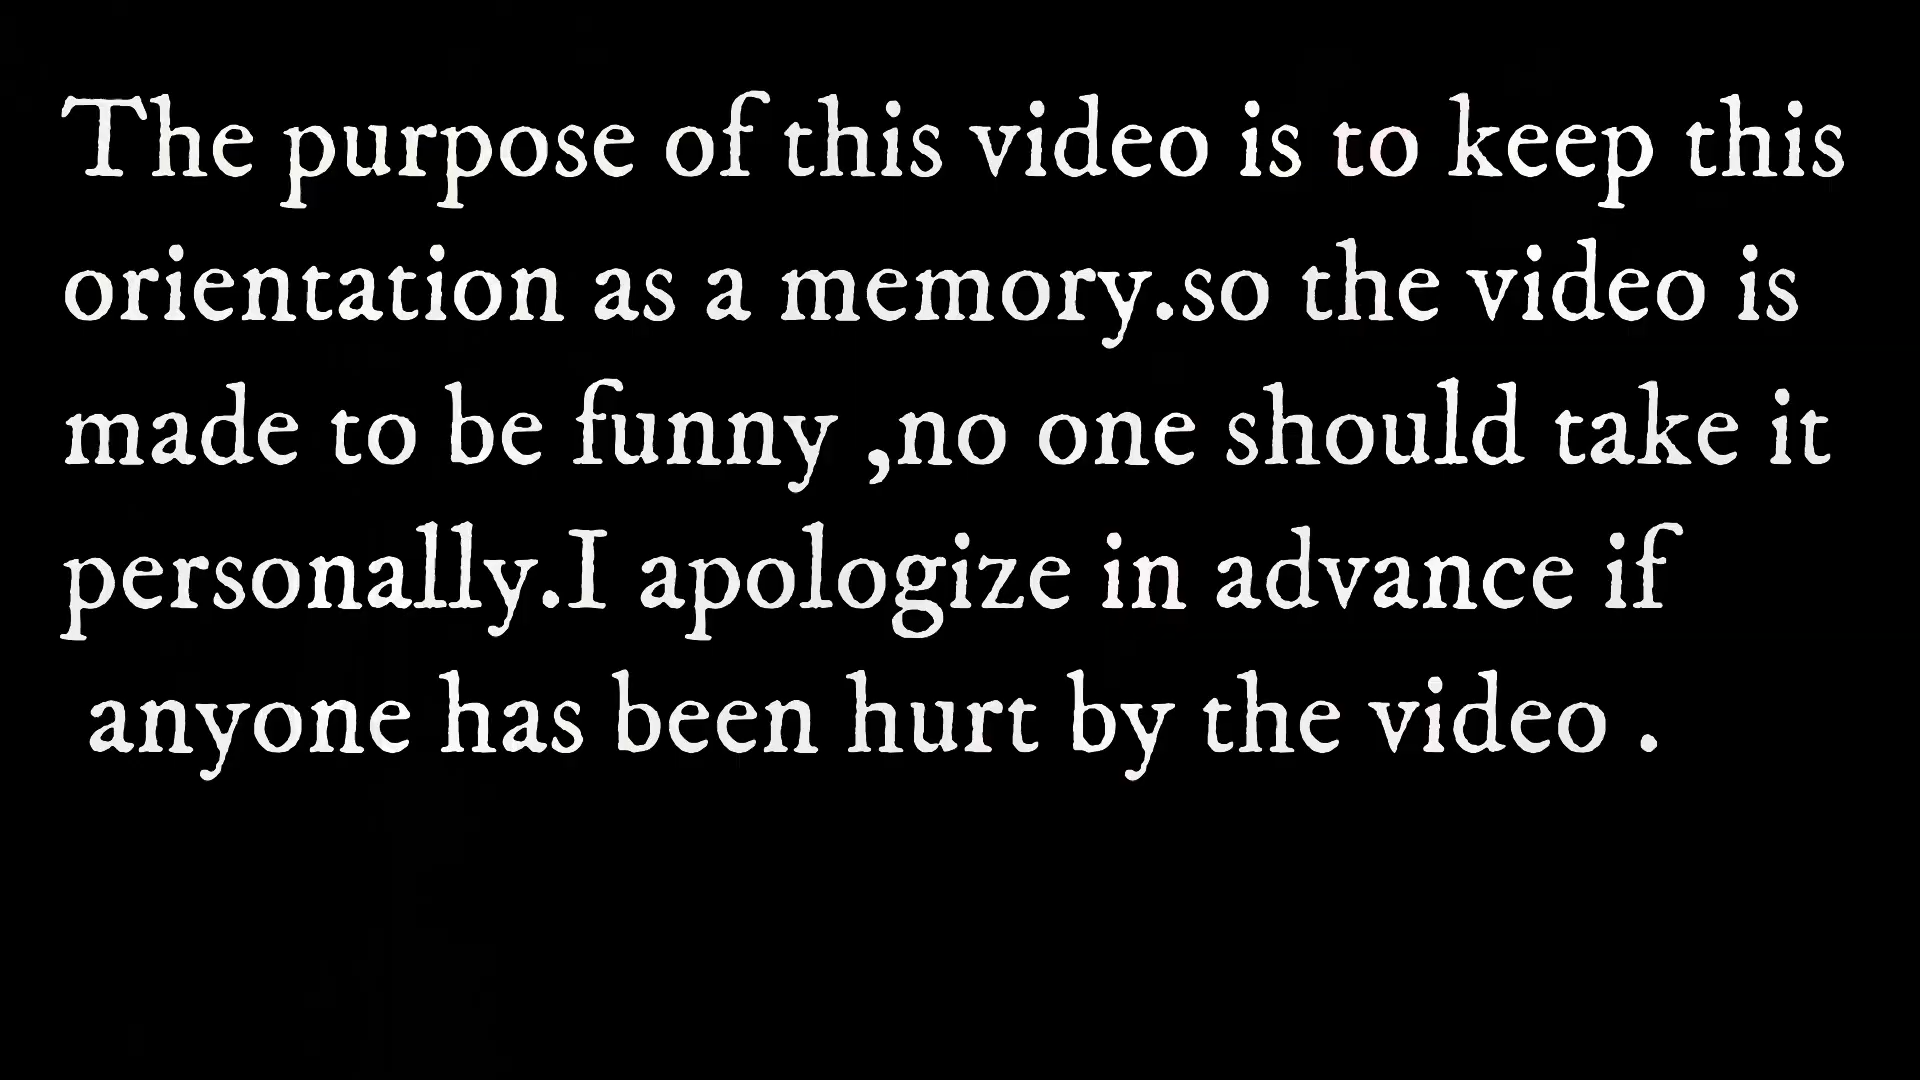 The purpose of this video is to keep this
orientation as a memory.so the video is
made to be funny ,no one should take it
personally.I apologize in advance if
anyone has been hurt by the video .